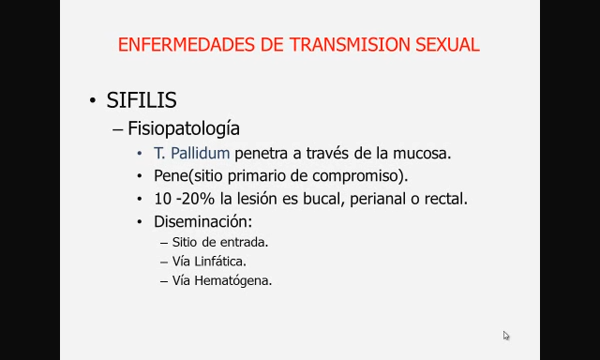 ENFERMEDADES DE TRANSMISION SEXUAL
• SIFILIS
– Fisiopatología
• T. Pallidum penetra a través de la mucosa.
• Pene(sitio primario de compromiso).
• 10 -20% la lesión es bucal, perianal o rectal.
• Diseminación:
– Sitio de entrada.
– Vía Linfática.
– Vía Hematógena.